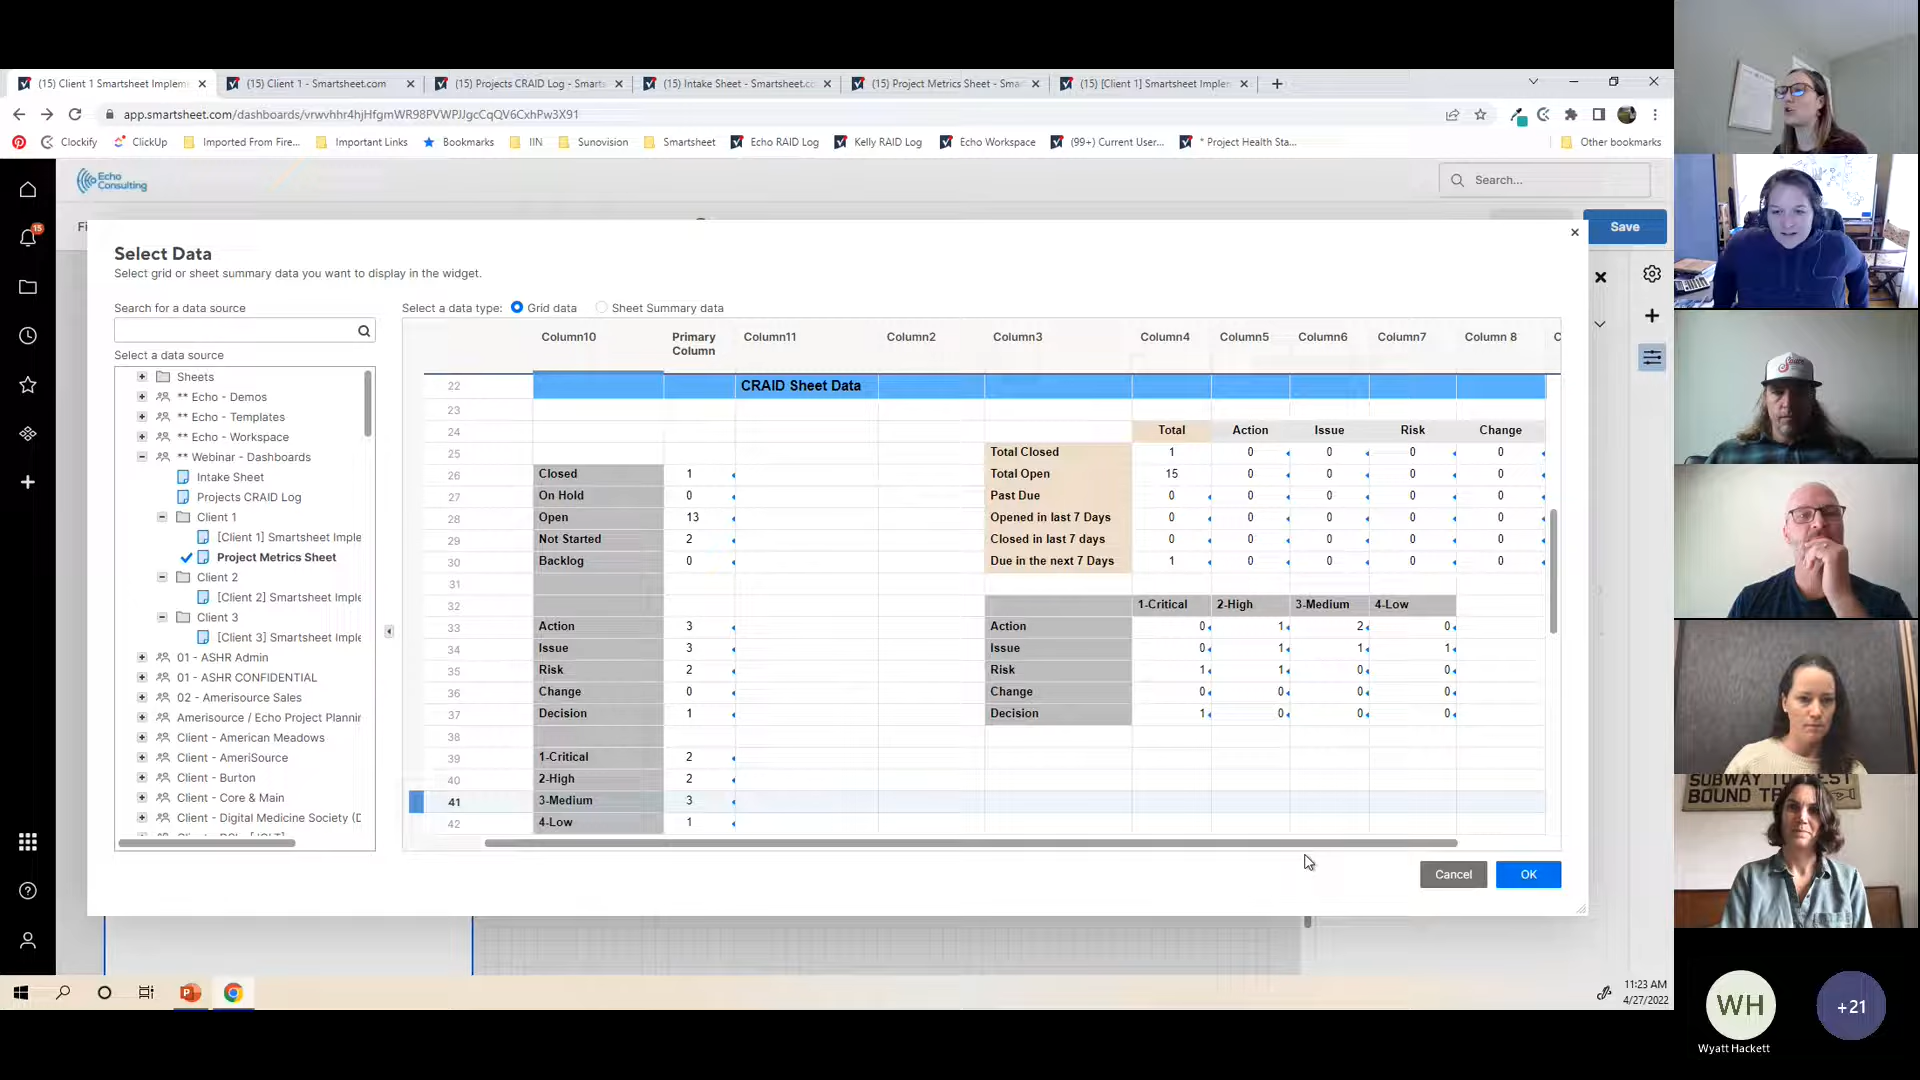 (15) Client 1 Smartsheet Impleme
(15) Client 1 - Smartsheet.com
(15) Projects CRAID Log - Smarts
(15) Intake Sheet - Smartsheet.cc
(15) Project Metrics Sheet - Sma
(15) [Client 1] Smartsheet Implem
app.smartsheet.com/dashboards/vrwvhhr4hjHfgmWR98PVWPJJgcCqQV6CxhPw3X91
Clockify
ClickUp
Imported From Fire...
Important Links
Bookmarks
IIN
Sunovision
Smartsheet
Echo RAID Log
Kelly RAID Log
Echo Workspace
(99+) Current User...
* Project Health Sta...
Other bookmarks
Echo Consulting
Search...
15
Fi
Save
Select Data
Select grid or sheet summary data you want to display in the widget.
Search for a data source
Select a data type: Grid data Sheet Summary data
Select a data source
Sheets
** Echo - Demos
** Echo - Templates
** Echo - Workspace
** Webinar - Dashboards
Intake Sheet
Projects CRAID Log
Client 1
[Client 1] Smartsheet Imple
Project Metrics Sheet
Client 2
[Client 2] Smartsheet Imple
Client 3
[Client 3] Smartsheet Imple
01 - ASHR Admin
01 - ASHR CONFIDENTIAL
02 - Amerisource Sales
Amerisource / Echo Project Plannin
Client - American Meadows
Client - AmeriSource
Client - Burton
Client - Core & Main
Client - Digital Medicine Society (D
Column10 Primary Column Column11 Column2 Column3 Column4 Column5 Column6 Column7 Column 8 C
22 CRAID Sheet Data
23
24 Total Action Issue Risk Change
25 Total Closed 1 0 0 0 0
26 Closed 1 Total Open 15 0 0 0 0
27 On Hold 0 Past Due 0 0 0 0 0
28 Open 13 Opened in last 7 Days 0 0 0 0 0
29 Not Started 2 Closed in last 7 days 0 0 0 0 0
30 Backlog 0 Due in the next 7 Days 1 0 0 0 0
31
32 1-Critical 2-High 3-Medium 4-Low
33 Action 3 Action 0 1 2 0
34 Issue 3 Issue 0 1 1 1
35 Risk 2 Risk 1 1 0 0
36 Change 0 Change 0 0 0 0
37 Decision 1 Decision 1 0 0 0
38
39 1-Critical 2
40 2-High 2
41 3-Medium 3
42 4-Low 1
Cancel
OK
11:23 AM
4/27/2022
SUBWAY TO
BOUND
WH
+21
Wyatt Hackett